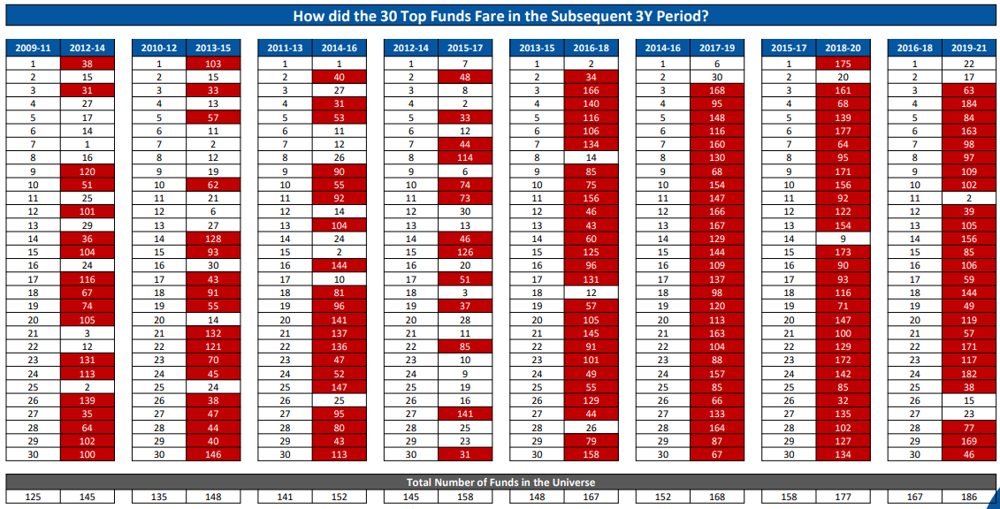 How did the 30 Top Funds Fare in the Subsequent 3Y Period?
2009-11 2012-14 2010-12 2013-15 2011-13 2014-16 2012-14 2015-17 2013-15 2016-18 2014-16 2017-19 2015-17 2018-20 2016-18 2019-21
1 38 1 103 1 1 1 7 1 2 1 6 1 175 1 22
2 15 2 15 2 40 2 48 2 34 2 30 2 20 2 17
3 31 3 33 3 27 3 8 3 166 3 168 3 161 3 63
4 27 4 13 4 31 4 2 4 140 4 95 4 68 4 184
5 17 5 57 5 53 5 33 5 116 5 148 5 139 5 84
6 14 6 11 6 11 6 12 6 106 6 116 6 177 6 163
7 1 7 2 7 12 7 44 7 134 7 160 7 64 7 98
8 16 8 12 8 26 8 114 8 14 8 130 8 95 8 97
9 120 9 19 9 90 9 6 9 85 9 68 9 171 9 109
10 51 10 62 10 55 10 74 10 75 10 154 10 156 10 102
11 25 11 21 11 92 11 73 11 156 11 147 11 92 11 2
12 101 12 6 12 14 12 30 12 46 12 166 12 122 12 39
13 29 13 27 13 104 13 13 13 43 13 167 13 154 13 105
14 36 14 128 14 24 14 46 14 60 14 129 14 9 14 156
15 104 15 93 15 2 15 126 15 125 15 144 15 173 15 85
16 24 16 30 16 144 16 20 16 96 16 109 16 90 16 106
17 116 17 43 17 10 17 51 17 131 17 137 17 93 17 59
18 67 18 91 18 81 18 3 18 12 18 98 18 116 18 144
19 74 19 55 19 96 19 37 19 57 19 120 19 71 19 49
20 105 20 14 20 141 20 28 20 105 20 113 20 147 20 119
21 3 21 132 21 137 21 11 21 145 21 163 21 100 21 57
22 12 22 121 22 136 22 85 22 91 22 104 22 129 22 171
23 131 23 70 23 47 23 10 23 101 23 88 23 172 23 117
24 113 24 45 24 52 24 9 24 49 24 157 24 142 24 182
25 2 25 24 25 147 25 19 25 55 25 85 25 85 25 38
26 139 26 38 26 25 26 16 26 129 26 66 26 32 26 15
27 35 27 47 27 95 27 141 27 44 27 133 27 135 27 23
28 64 28 44 28 80 28 25 28 26 28 164 28 102 28 77
29 102 29 40 29 43 29 23 29 79 29 87 29 127 29 169
30 100 30 146 30 113 30 31 30 158 30 67 30 134 30 46
Total Number of Funds in the Universe
125 145 135 148 141 152 145 158 148 167 152 168 158 177 167 186